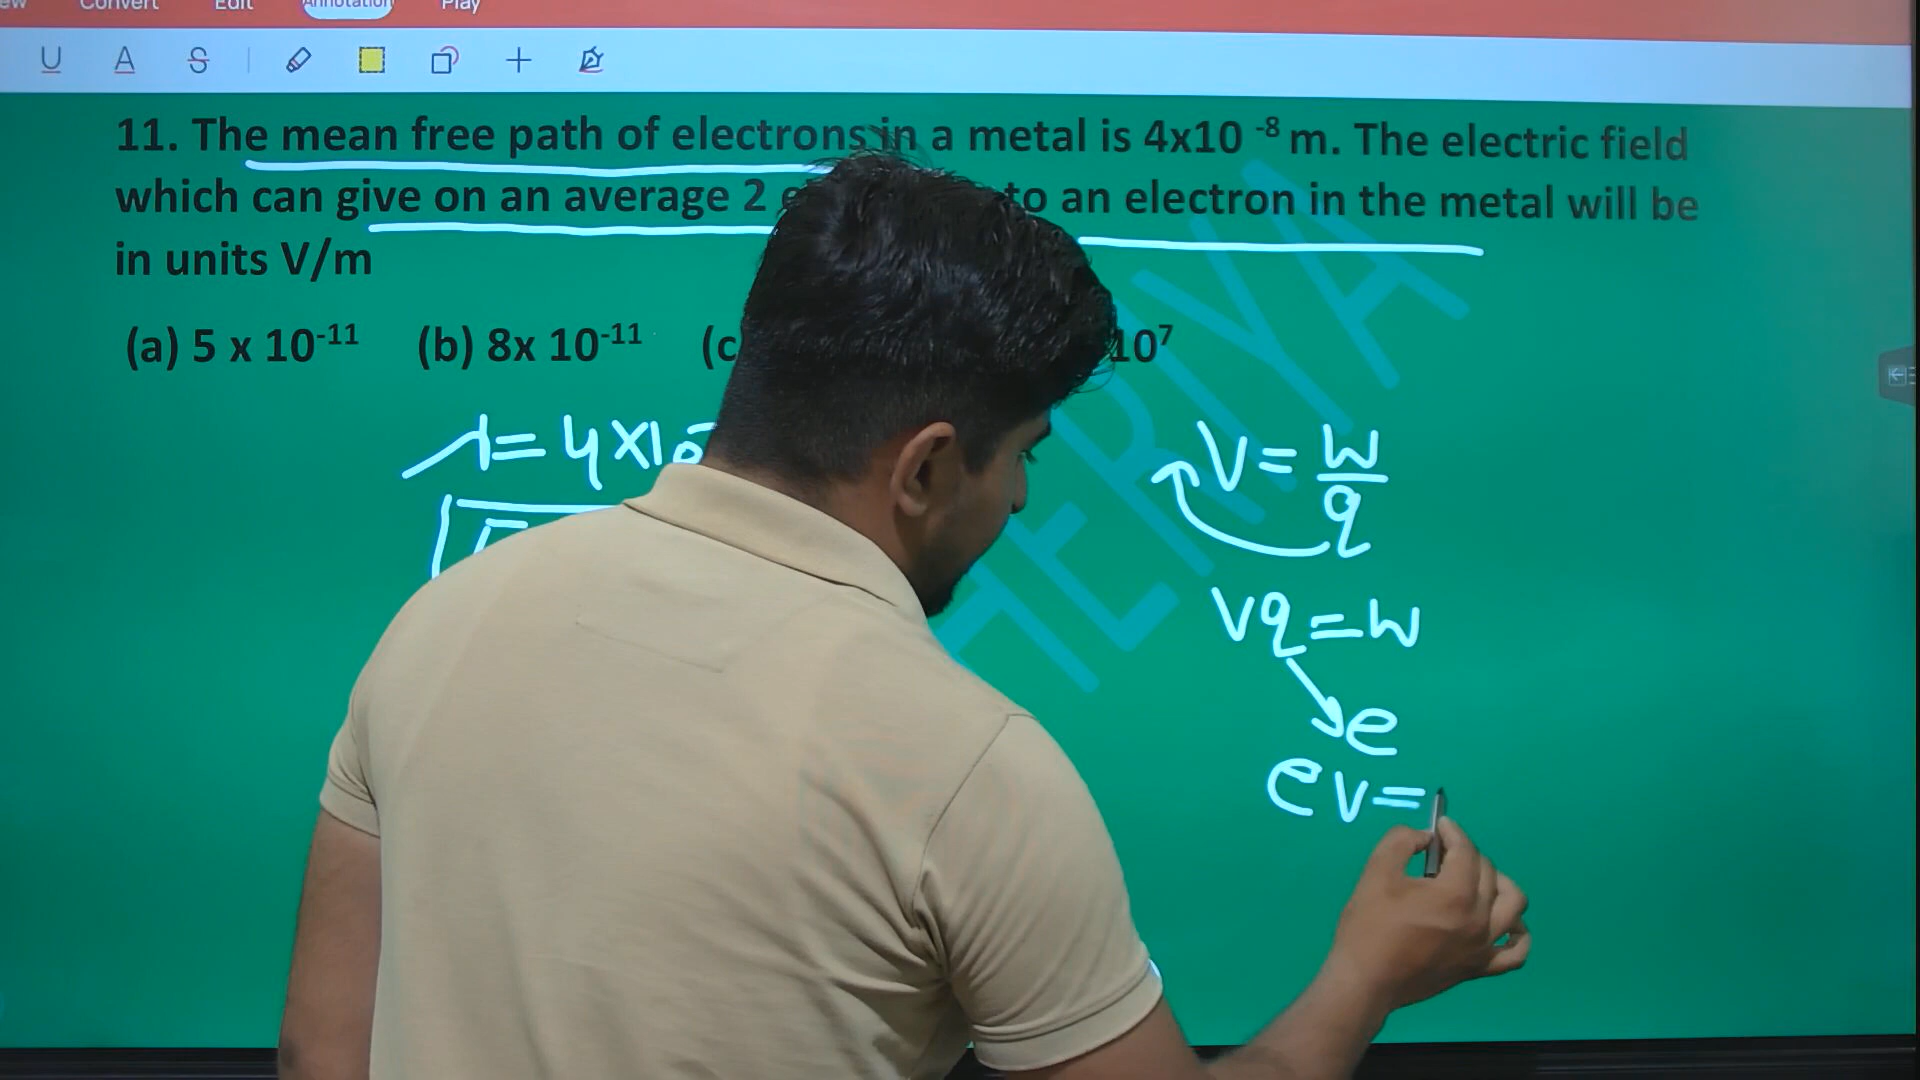 Convert Edit Annotation Play
U A S
11. The mean free path of electrons in a metal is 4x10 -8 m. The electric field
which can give on an average 2 to an electron in the metal will be
in units V/m
(a) 5 x 10-11 (b) 8x 10-11 (c 107
λ = 4×10
V = W/q
vq = W
e
eV =